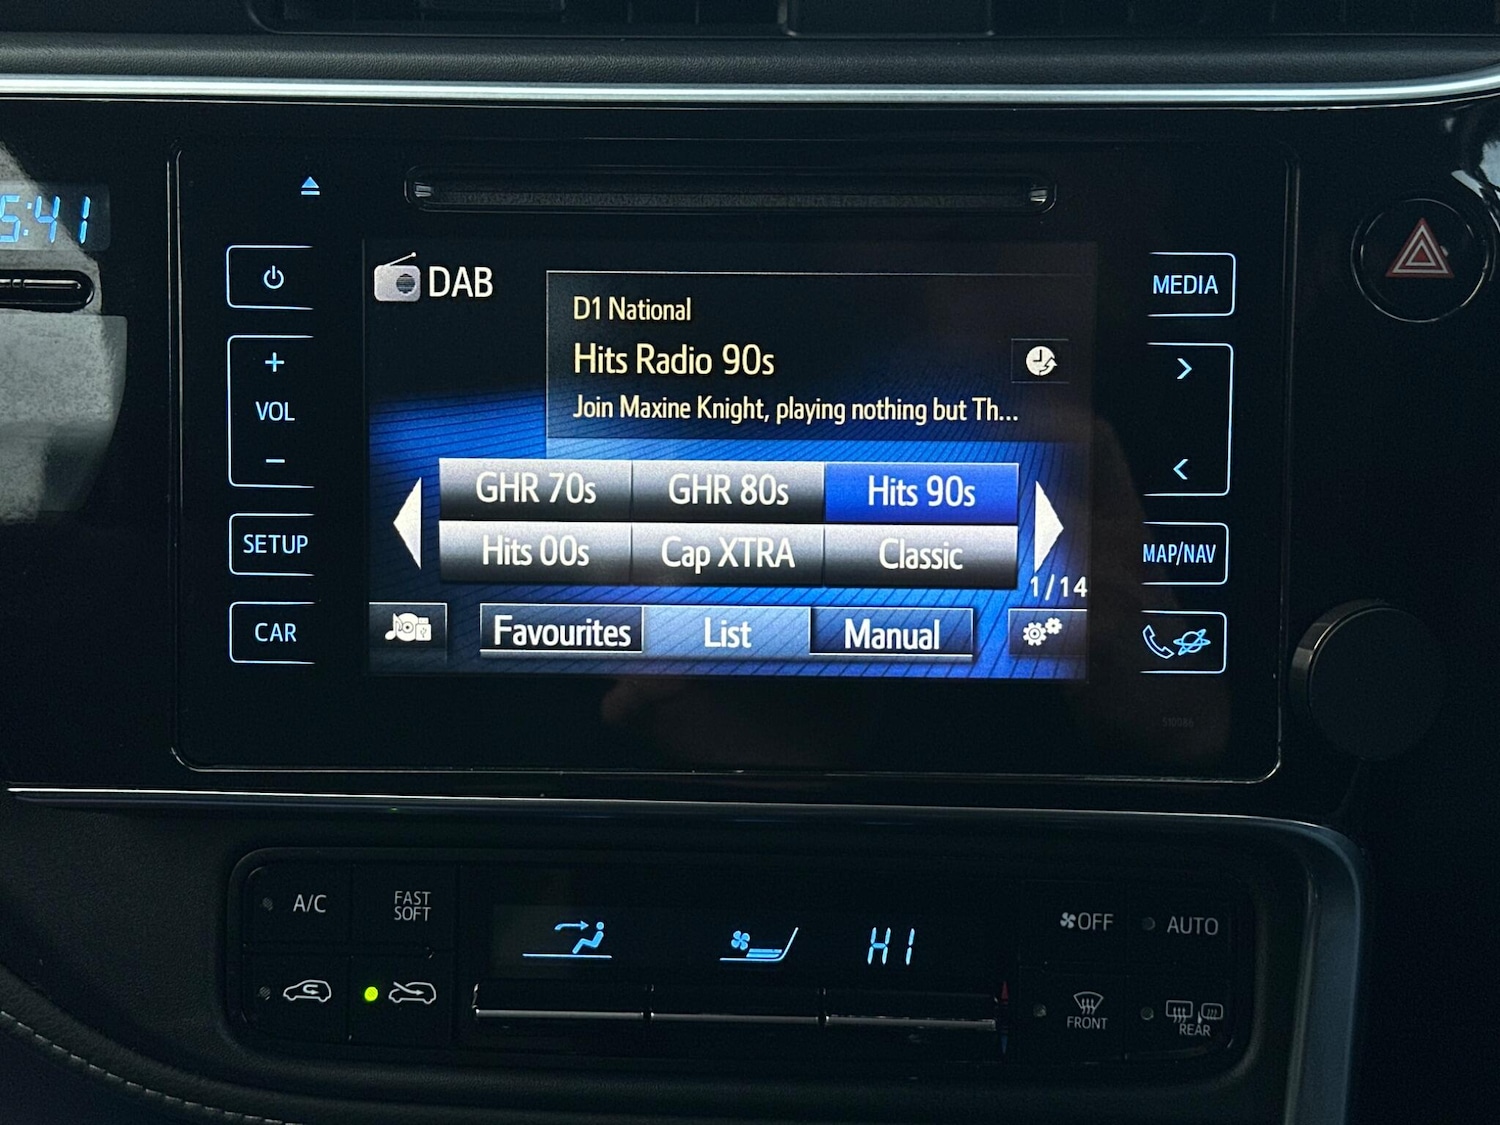 5:41
DAB
D1 National
Hits Radio 90s
Join Maxine Knight, playing nothing but Th...
GHR 70s GHR 80s Hits 90s
Hits 00s Cap XTRA Classic
1/14
Favourites List Manual
VOL
SETUP
CAR
MEDIA
MAP/NAV
510086
A/C
FAST
SOFT
HI
OFF
AUTO
FRONT
REAR